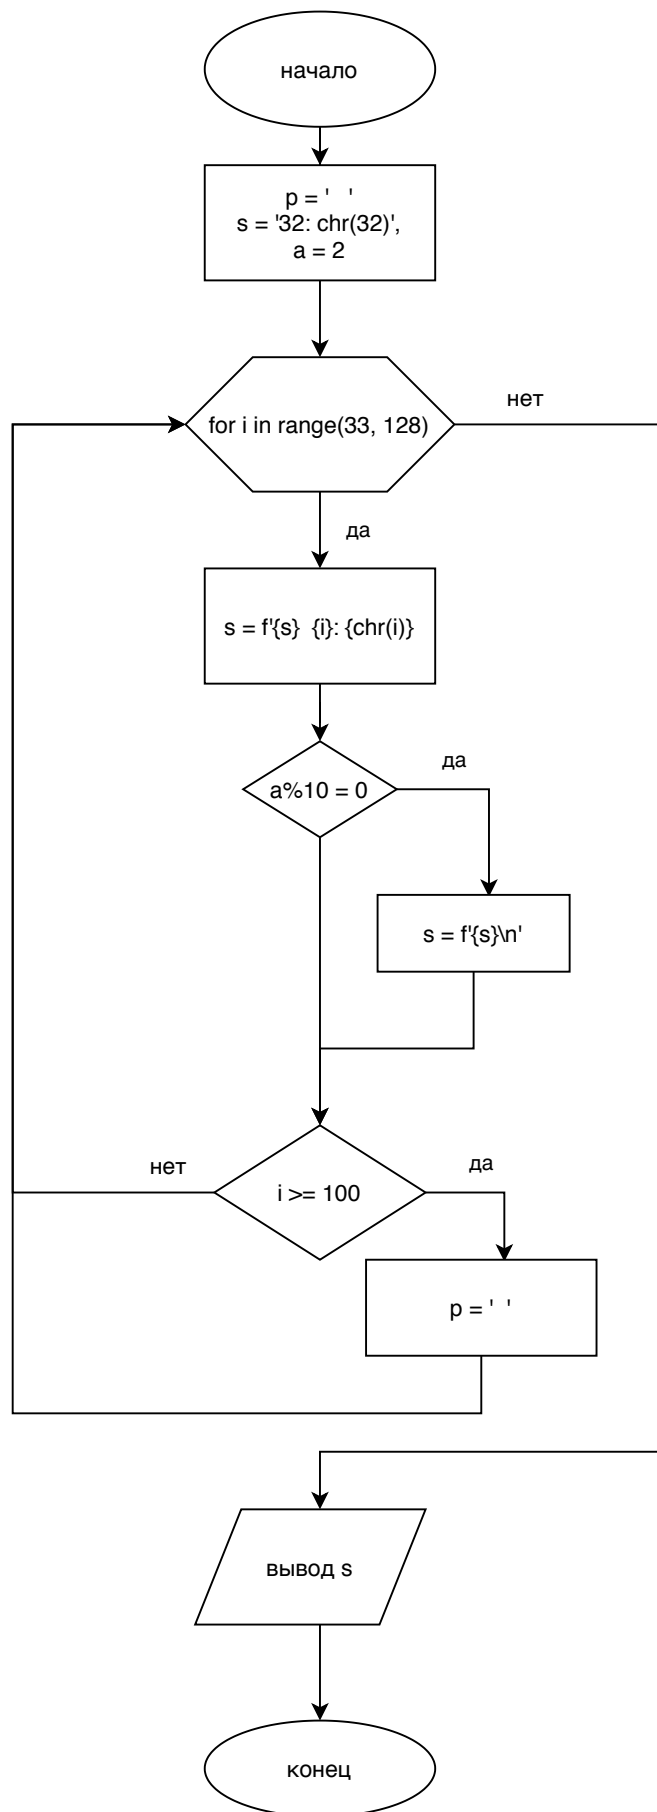 начало
p = '   '
s = '32: chr(32)',
a = 2
for i in range(33, 128)
нет
да
s = f'{s}  {i}: {chr(i)}
a%10 = 0
да
s = f'{s}\n'
нет
i >= 100
да
p = '  '
вывод s
конец